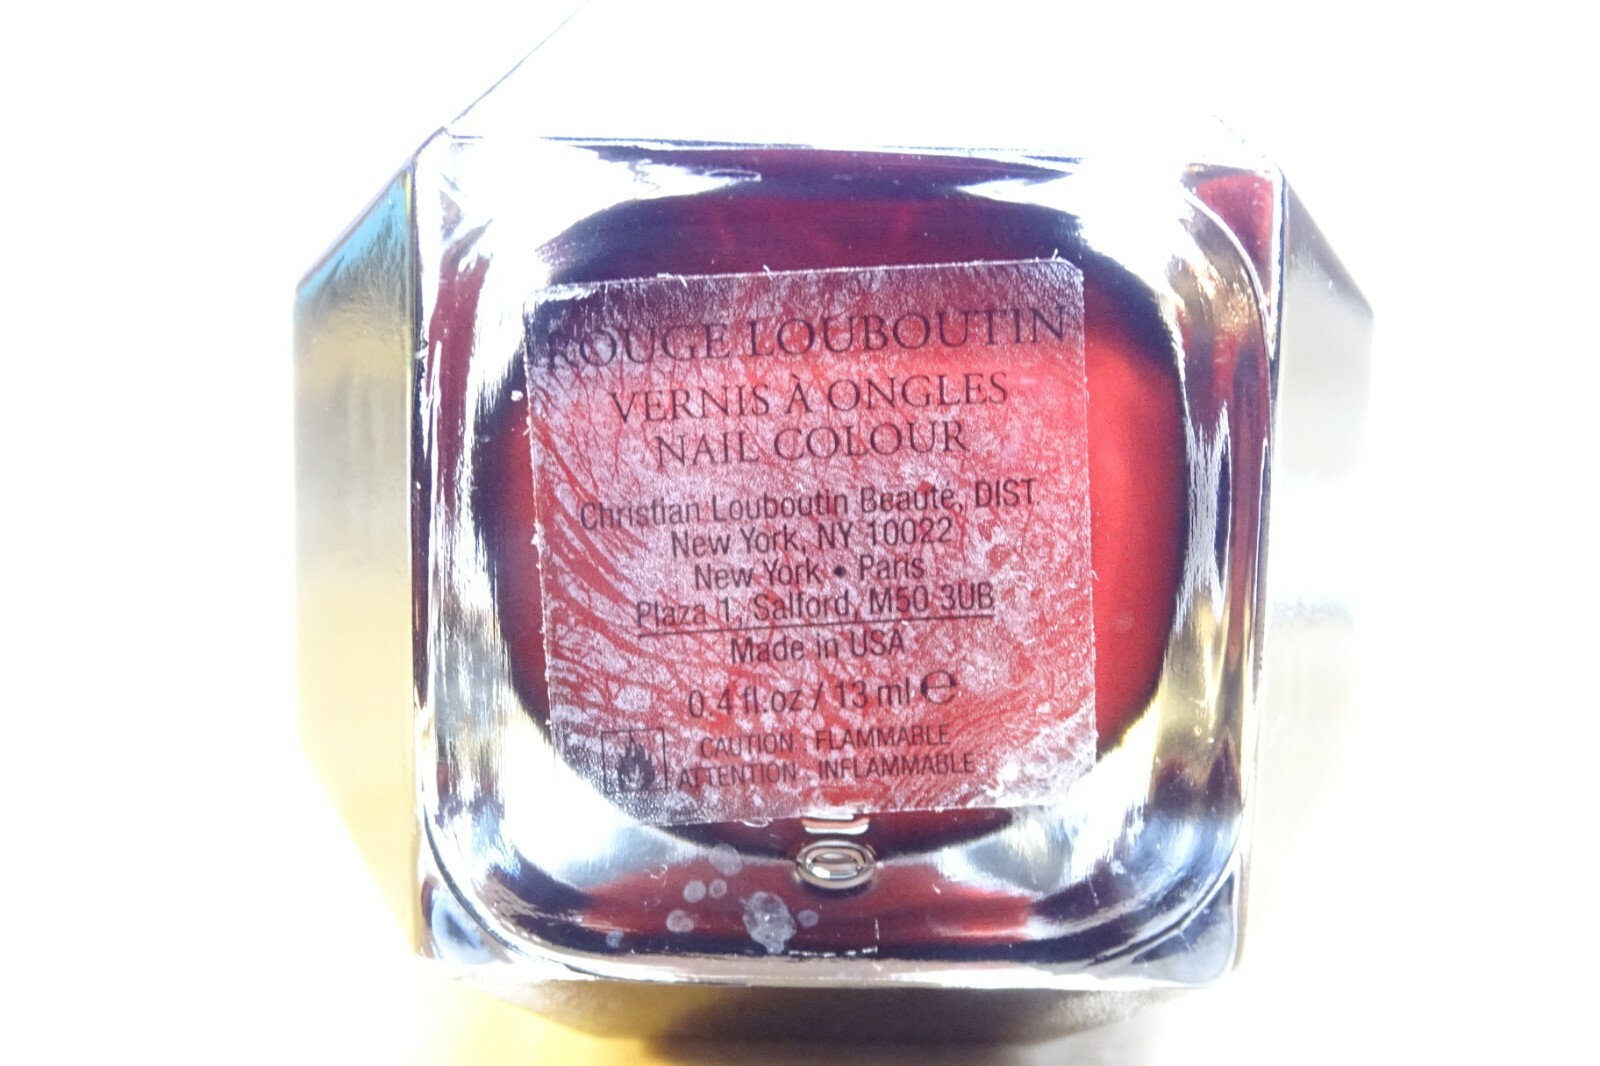 ROUGE LOUBOUTIN
VERNIS À ONGLES
NAIL COLOUR
Christian Louboutin Beauté, DIST.
New York, NY 10022
New York • Paris
Plaza 1, Salford, M50 3UB
Made in USA
0.4 fl.oz / 13 ml ℮
CAUTION : FLAMMABLE
ATTENTION : INFLAMMABLE